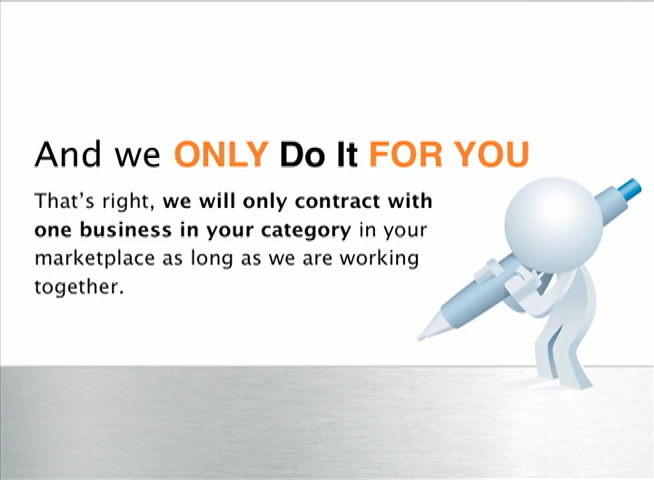 And we ONLY Do It FOR YOU
That's right, we will only contract with
one business in your category in your
marketplace as long as we are working
together.